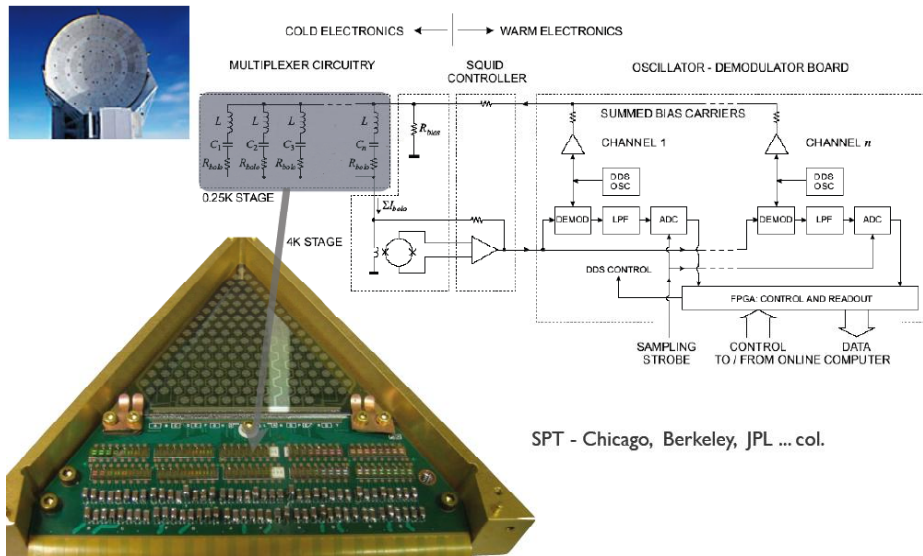 COLD ELECTRONICS
WARM ELECTRONICS
MULTIPLEXER CIRCUITRY
SQUID
CONTROLLER
OSCILLATOR - DEMODULATOR BOARD
L L L L
C1 C2 C3 Cn
Rbolo Rbolo Rbolo Rbolo
Rbias
SUMMED BIAS CARRIERS
CHANNEL 1
CHANNEL n
DDS
OSC
DDS
OSC
0.25K STAGE
ΣIbolo
4K STAGE
DEMOD LPF ADC
DEMOD LPF ADC
DDS CONTROL
FPGA: CONTROL AND READOUT
SAMPLING
STROBE
CONTROL
DATA
TO / FROM ONLINE COMPUTER
SPT - Chicago, Berkeley, JPL ... col.